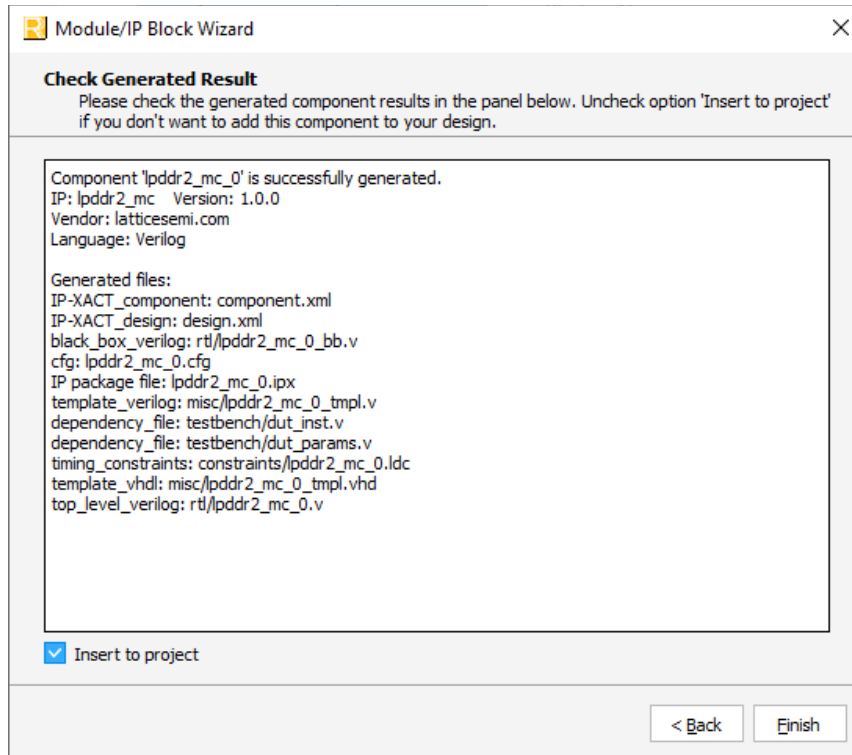 Module/IP Block Wizard
Check Generated Result
Please check the generated component results in the panel below. Uncheck option 'Insert to project'
if you don't want to add this component to your design.
Component 'lpddr2_mc_0' is successfully generated.
IP: lpddr2_mc    Version: 1.0.0
Vendor: latticesemi.com
Language: Verilog
Generated files:
IP-XACT_component: component.xml
IP-XACT_design: design.xml
black_box_verilog: rtl/lpddr2_mc_0_bb.v
cfg: lpddr2_mc_0.cfg
IP package file: lpddr2_mc_0.ipx
template_verilog: misc/lpddr2_mc_0_tmpl.v
dependency_file: testbench/dut_inst.v
dependency_file: testbench/dut_params.v
timing_constraints: constraints/lpddr2_mc_0.ldc
template_vhdl: misc/lpddr2_mc_0_tmpl.vhd
top_level_verilog: rtl/lpddr2_mc_0.v
Insert to project
< Back
Finish